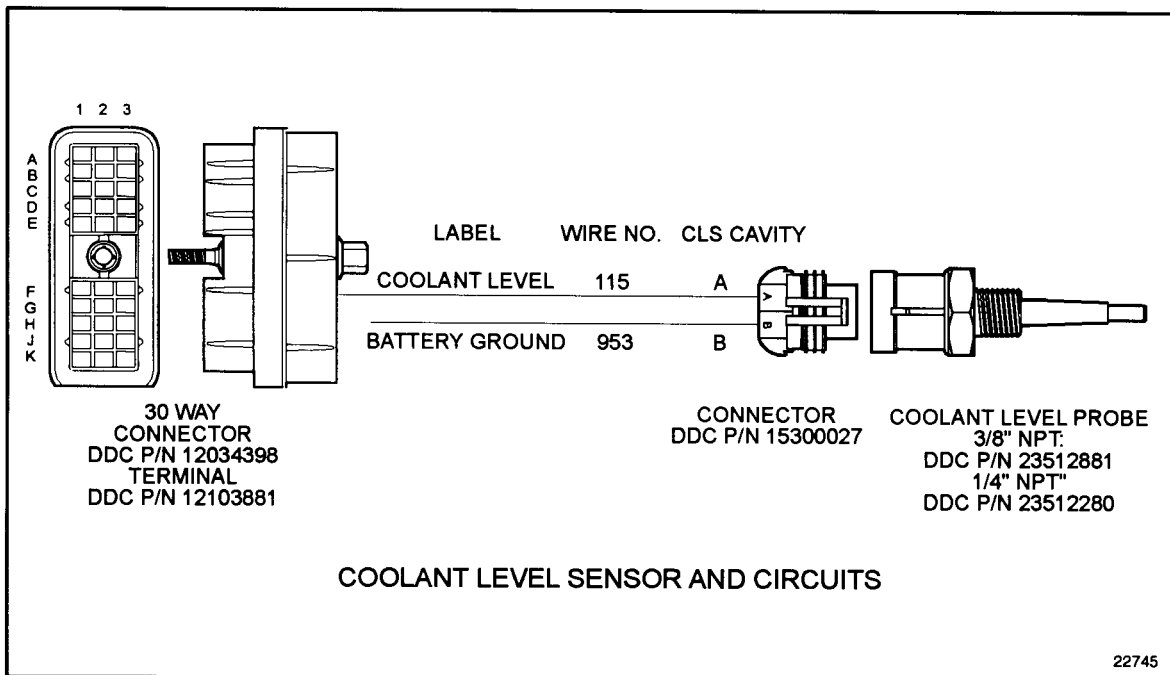 1 2 3
A
B
C
D
E
F
G
H
J
K
LABEL WIRE NO. CLS CAVITY
COOLANT LEVEL 115 A
BATTERY GROUND 953 B
A
B
30 WAY
CONNECTOR
DDC P/N 12034398
TERMINAL
DDC P/N 12103881
CONNECTOR
DDC P/N 15300027
COOLANT LEVEL PROBE
3/8" NPT:
DDC P/N 23512881
1/4" NPT"
DDC P/N 23512280
COOLANT LEVEL SENSOR AND CIRCUITS
22745